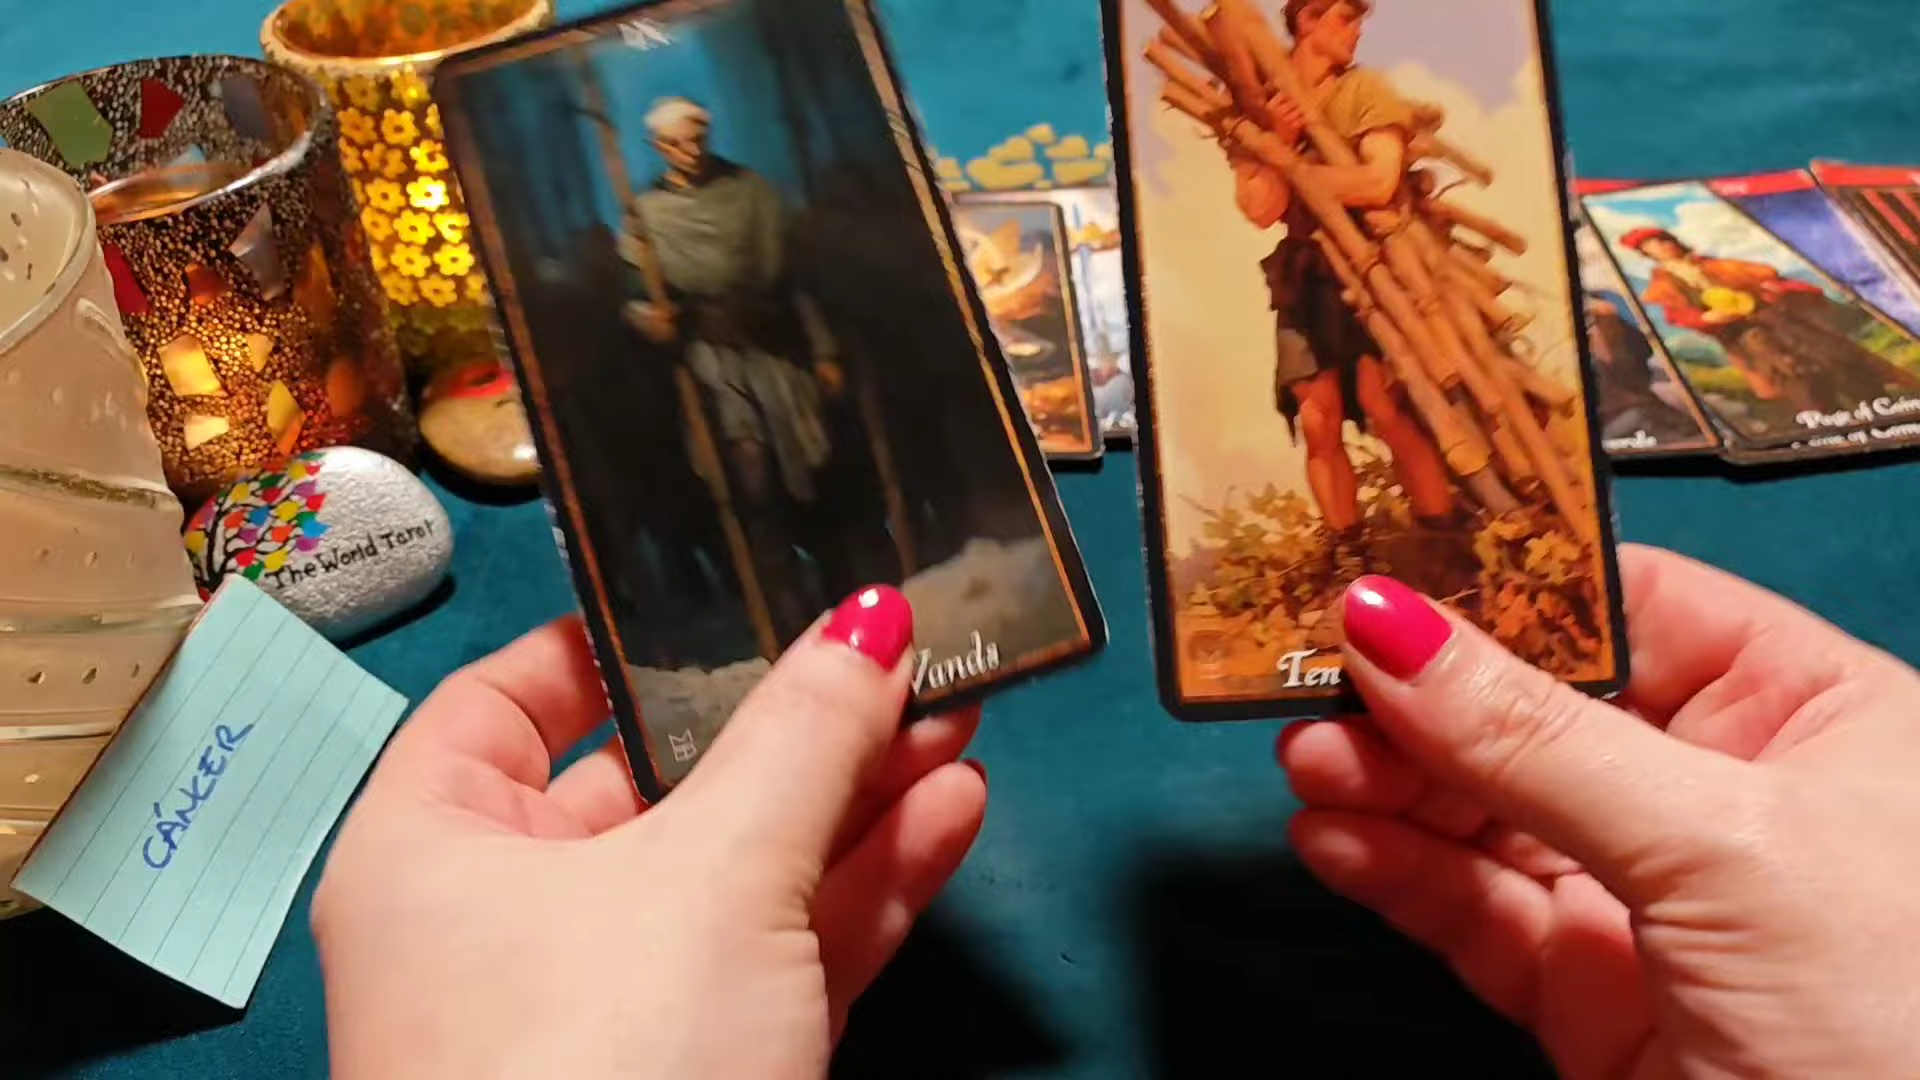 The World Tarot
CÁNCER
Wands
Ten
Page of Coins